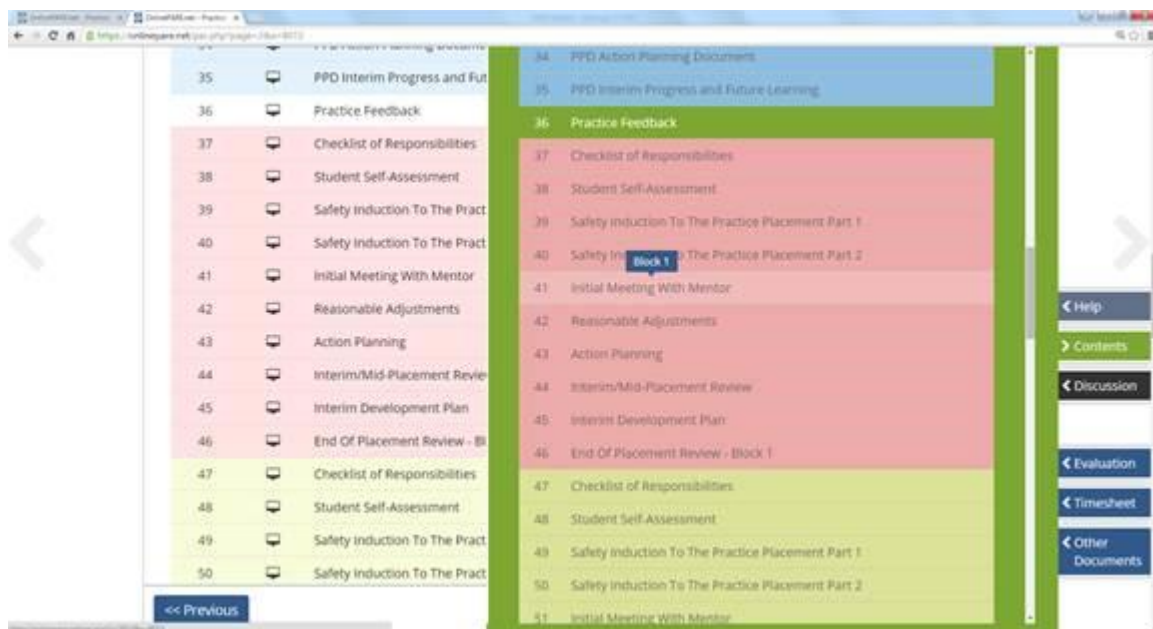 35 PPD Interim Progress and Fut
36 Practice Feedback
37 Checklist of Responsibilities
38 Student Self-Assessment
39 Safety Induction To The Pract
40 Safety Induction To The Pract
41 Initial Meeting With Mentor
42 Reasonable Adjustments
43 Action Planning
44 Interim/Mid-Placement Review
45 Interim Development Plan
46 End Of Placement Review - Bl
47 Checklist of Responsibilities
48 Student Self-Assessment
49 Safety Induction To The Pract
50 Safety Induction To The Pract
<< Previous
34 PPD Action Planning Document
35 PPD Interim Progress and Future Learning
36 Practice Feedback
37 Checklist of Responsibilities
38 Student Self-Assessment
39 Safety Induction To The Practice Placement Part 1
40 Safety In To The Practice Placement Part 2
Block 1
41 Initial Meeting With Mentor
42 Reasonable Adjustments
43 Action Planning
44 Interim/Mid-Placement Review
45 Interim Development Plan
46 End Of Placement Review - Block 1
47 Checklist of Responsibilities
48 Student Self-Assessment
49 Safety Induction To The Practice Placement Part 1
50 Safety Induction To The Practice Placement Part 2
51 Initial Meeting With Mentor
Help
Contents
Discussion
Evaluation
Timesheet
Other
Documents